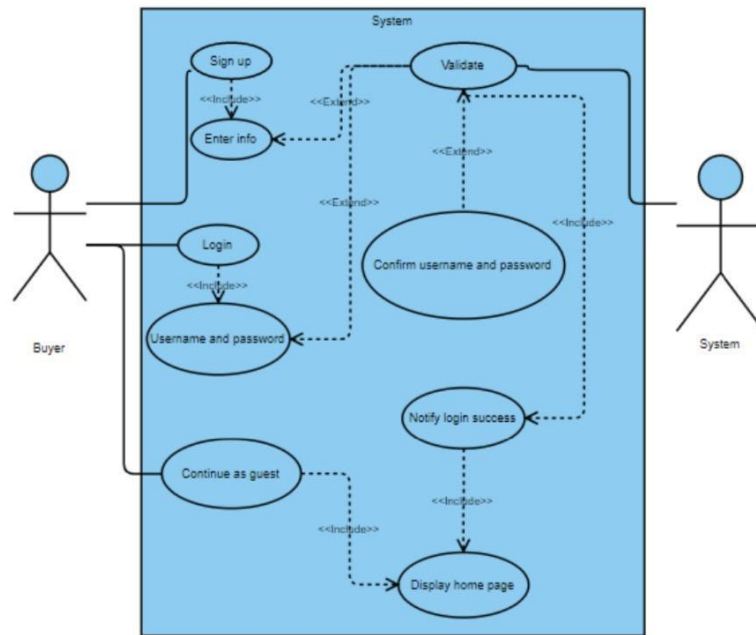 System
Sign up
Validate
<<Include>>
<<Extend>>
Enter info
<<Extend>>
<<Extend>>
<<Include>>
Login
Confirm username and password
<<Include>>
Username and password
Buyer
System
Notify login success
Continue as guest
<<Include>>
<<Include>>
Display home page